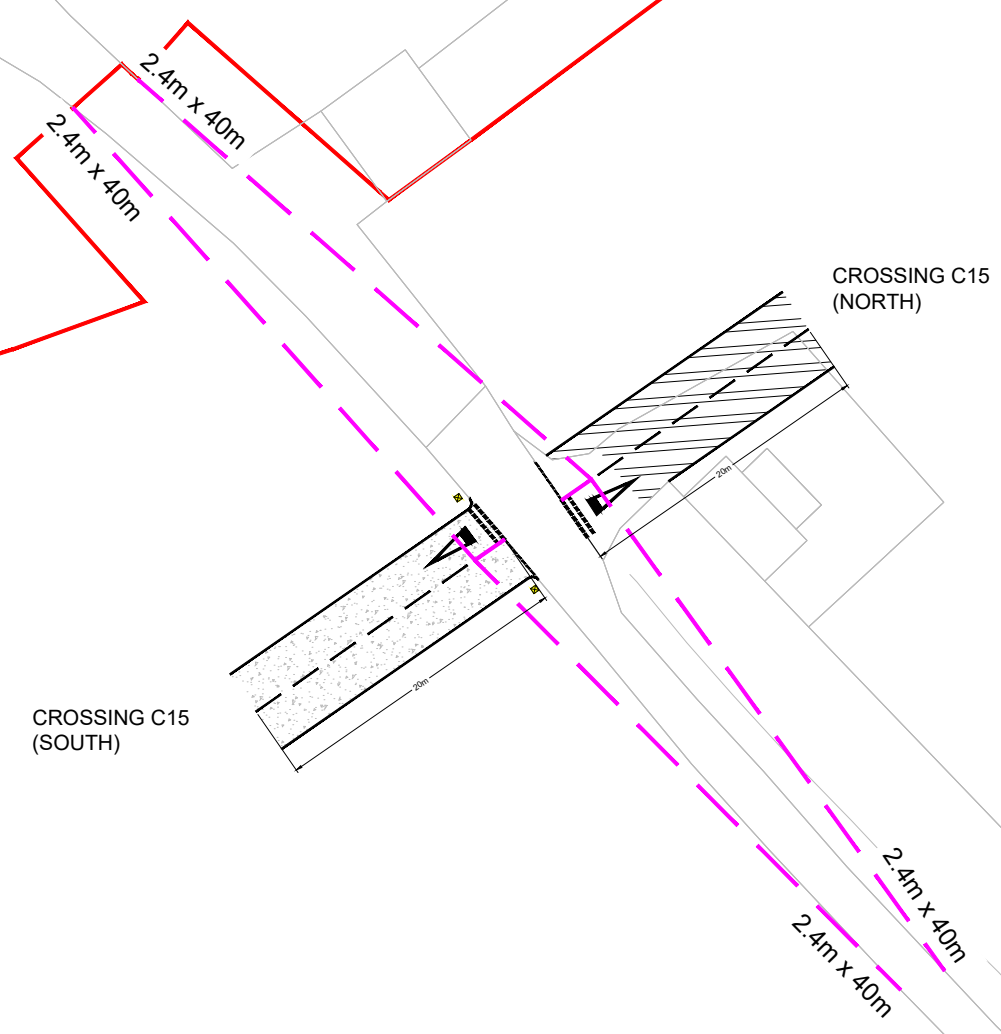 2.4m x 40m
2.4m x 40m
CROSSING C15
(NORTH)
20m
20m
CROSSING C15
(SOUTH)
2.4m x 40m
2.4m x 40m